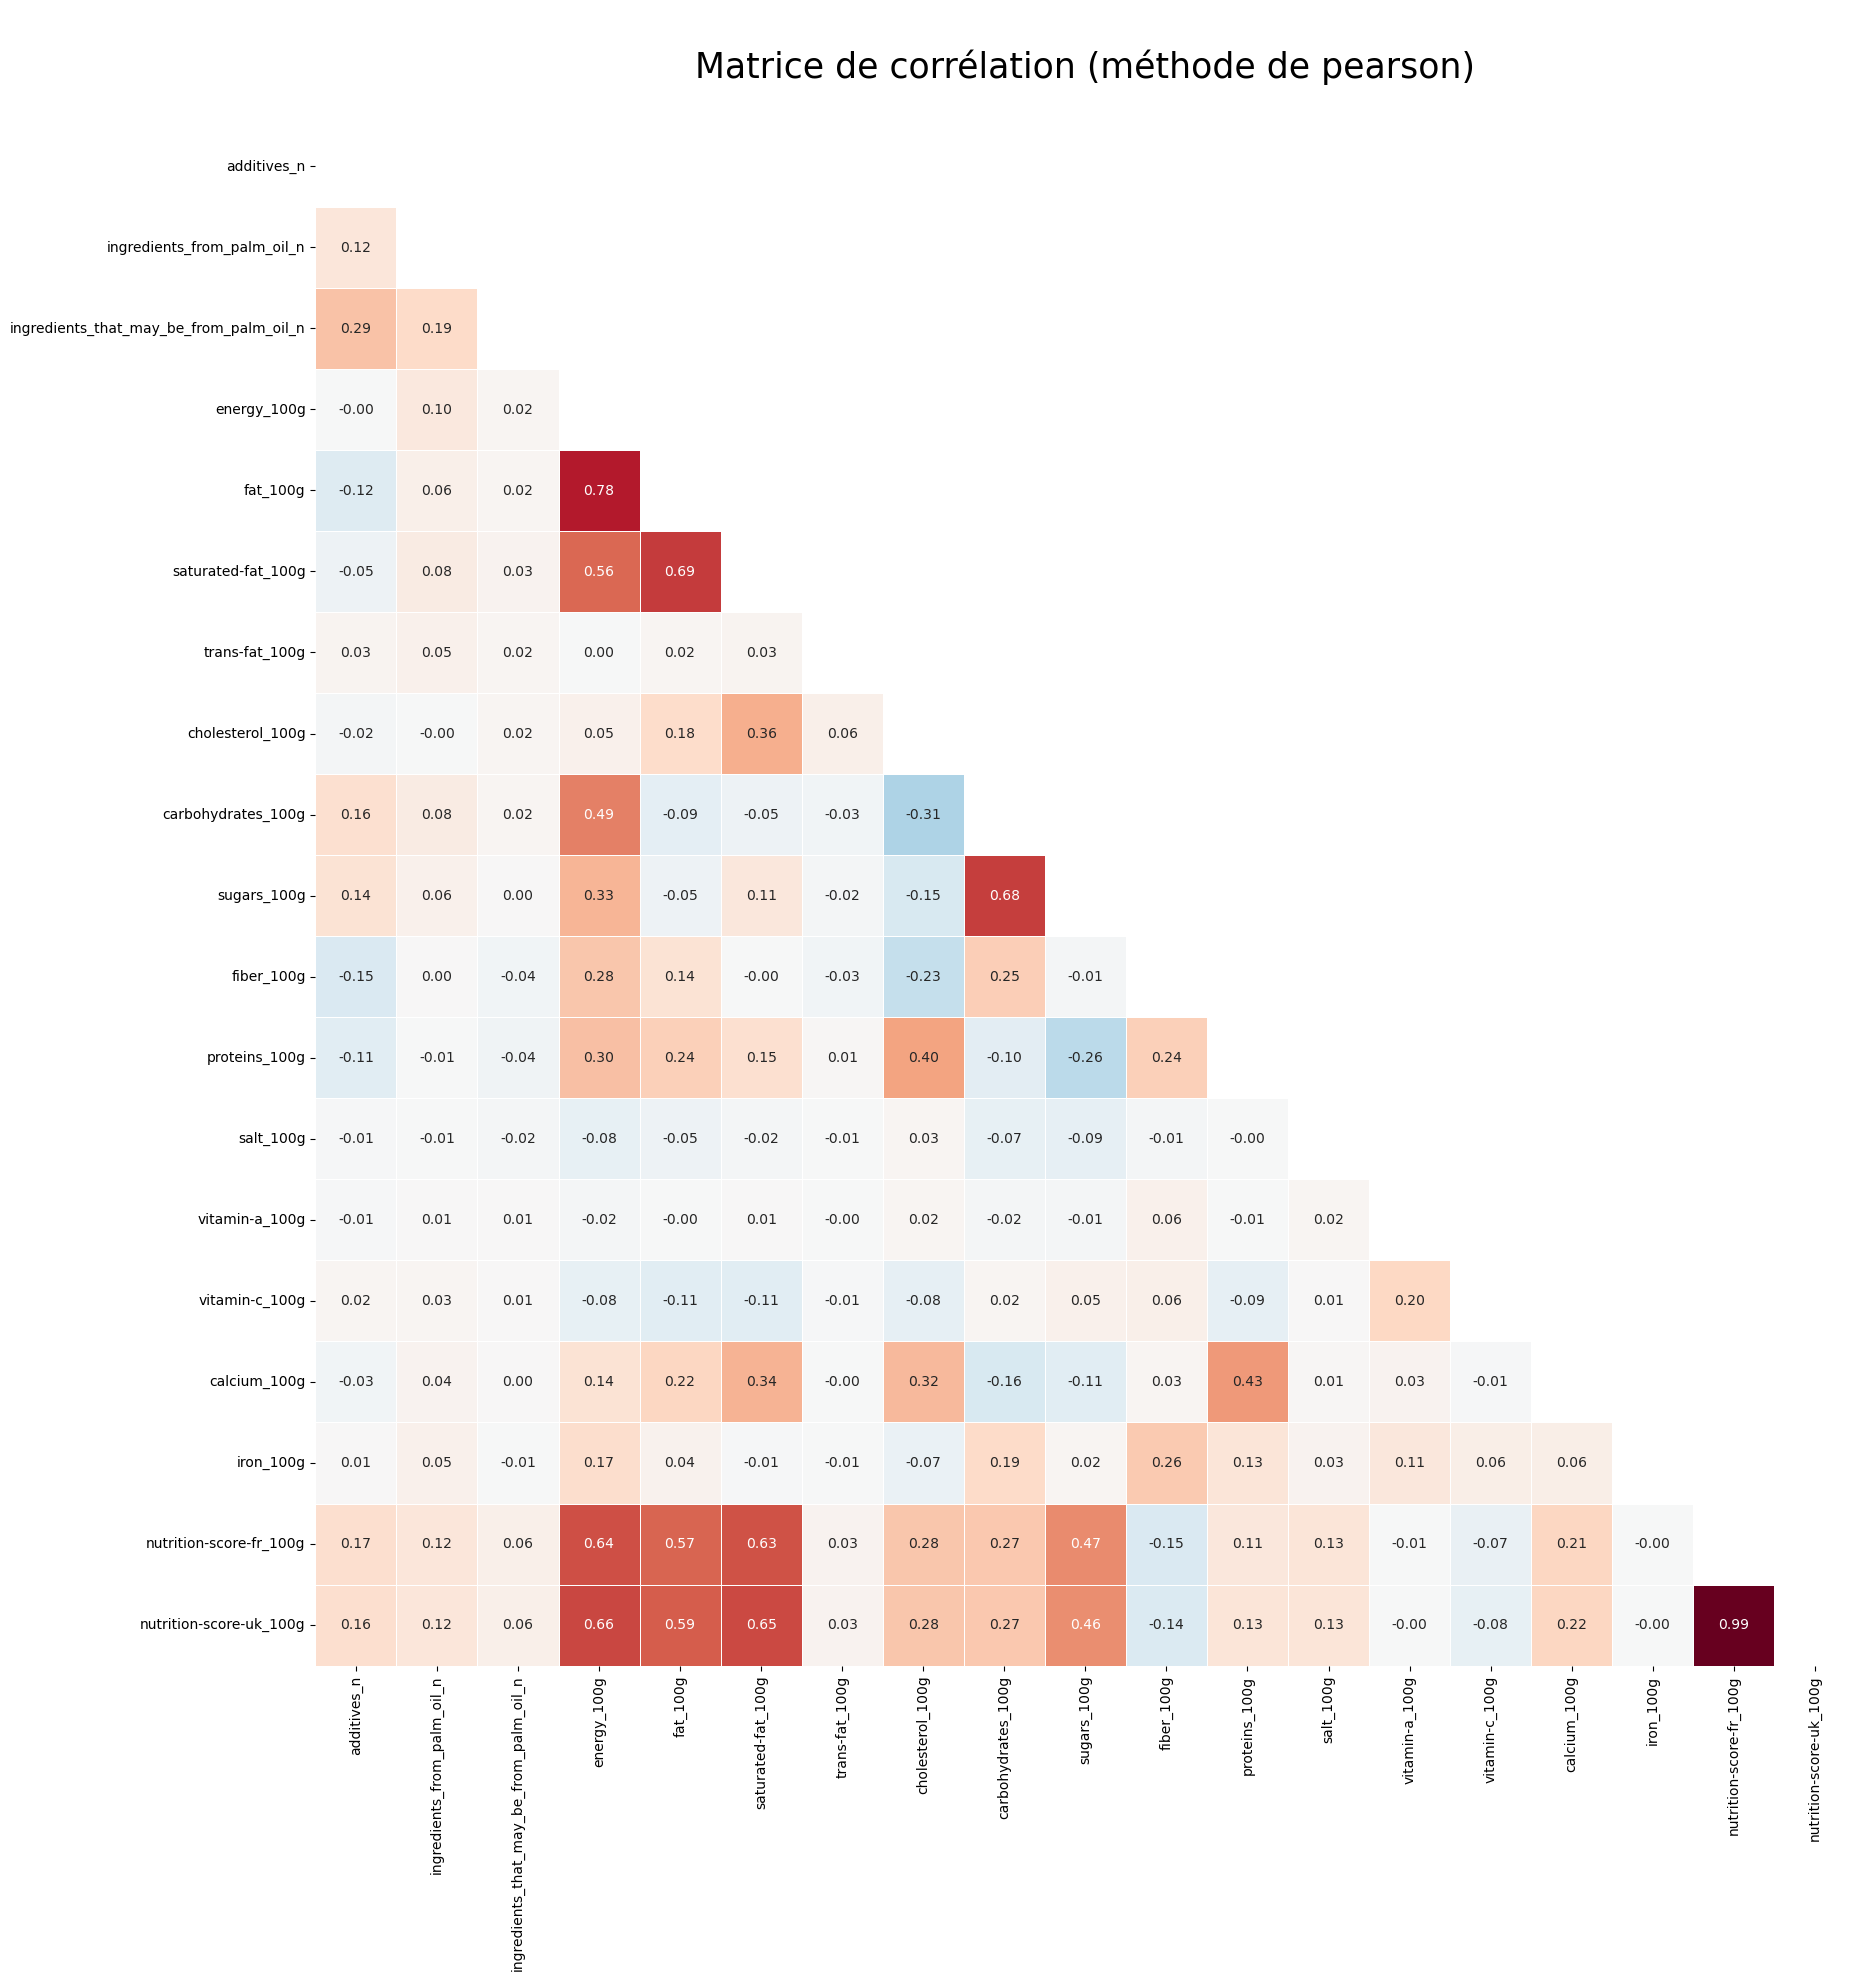 Matrice de corrélation (méthode de pearson)
additives_n
ingredients_from_palm_oil_n 0.12
ingredients_that_may_be_from_palm_oil_n 0.29 0.19
energy_100g -0.00 0.10 0.02
fat_100g -0.12 0.06 0.02 0.78
saturated-fat_100g -0.05 0.08 0.03 0.56 0.69
trans-fat_100g 0.03 0.05 0.02 0.00 0.02 0.03
cholesterol_100g -0.02 -0.00 0.02 0.05 0.18 0.36 0.06
carbohydrates_100g 0.16 0.08 0.02 0.49 -0.09 -0.05 -0.03 -0.31
sugars_100g 0.14 0.06 0.00 0.33 -0.05 0.11 -0.02 -0.15 0.68
fiber_100g -0.15 0.00 -0.04 0.28 0.14 -0.00 -0.03 -0.23 0.25 -0.01
proteins_100g -0.11 -0.01 -0.04 0.30 0.24 0.15 0.01 0.40 -0.10 -0.26 0.24
salt_100g -0.01 -0.01 -0.02 -0.08 -0.05 -0.02 -0.01 0.03 -0.07 -0.09 -0.01 -0.00
vitamin-a_100g -0.01 0.01 0.01 -0.02 -0.00 0.01 -0.00 0.02 -0.02 -0.01 0.06 -0.01 0.02
vitamin-c_100g 0.02 0.03 0.01 -0.08 -0.11 -0.11 -0.01 -0.08 0.02 0.05 0.06 -0.09 0.01 0.20
calcium_100g -0.03 0.04 0.00 0.14 0.22 0.34 -0.00 0.32 -0.16 -0.11 0.03 0.43 0.01 0.03 -0.01
iron_100g 0.01 0.05 -0.01 0.17 0.04 -0.01 -0.01 -0.07 0.19 0.02 0.26 0.13 0.03 0.11 0.06 0.06
nutrition-score-fr_100g 0.17 0.12 0.06 0.64 0.57 0.63 0.03 0.28 0.27 0.47 -0.15 0.11 0.13 -0.01 -0.07 0.21 -0.00
nutrition-score-uk_100g 0.16 0.12 0.06 0.66 0.59 0.65 0.03 0.28 0.27 0.46 -0.14 0.13 0.13 -0.00 -0.08 0.22 -0.00 0.99
additives_n
ingredients_from_palm_oil_n
ingredients_that_may_be_from_palm_oil_n
energy_100g
fat_100g
saturated-fat_100g
trans-fat_100g
cholesterol_100g
carbohydrates_100g
sugars_100g
fiber_100g
proteins_100g
salt_100g
vitamin-a_100g
vitamin-c_100g
calcium_100g
iron_100g
nutrition-score-fr_100g
nutrition-score-uk_100g